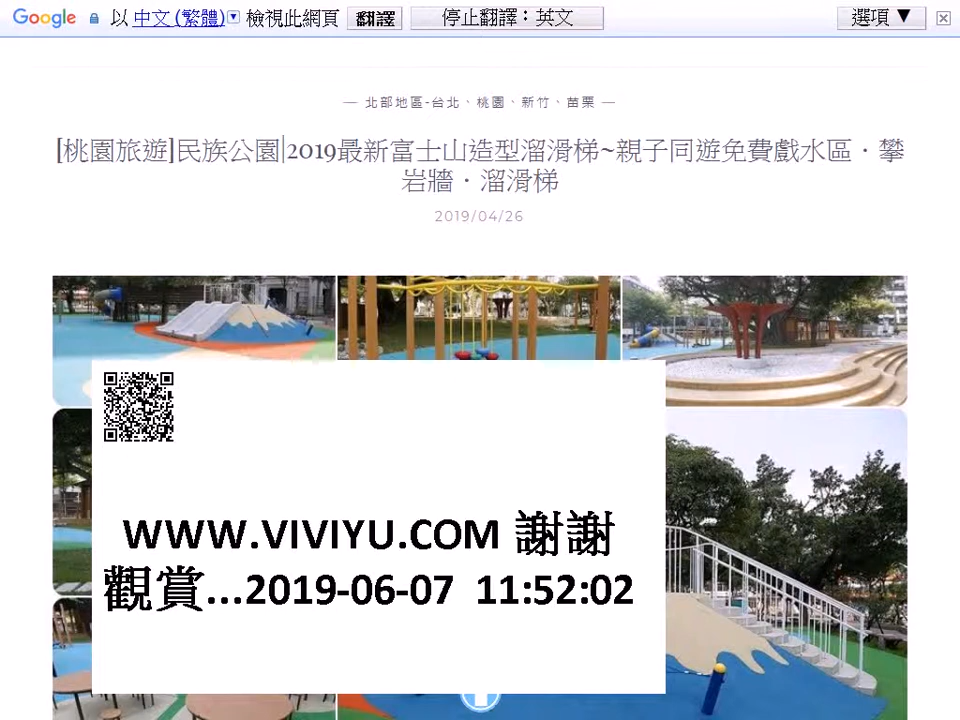 Google 以 中文(繁體) 檢視此網頁 翻譯 停止翻譯：英文 選項 ▼
— 北部地區-台北、桃園、新竹、苗栗 —
[桃園旅遊]民族公園|2019最新富士山造型溜滑梯~親子同遊免費戲水區．攀
岩牆．溜滑梯
2019/04/26
WWW.VIVIYU.COM 謝謝
觀賞...2019-06-07 11:52:02